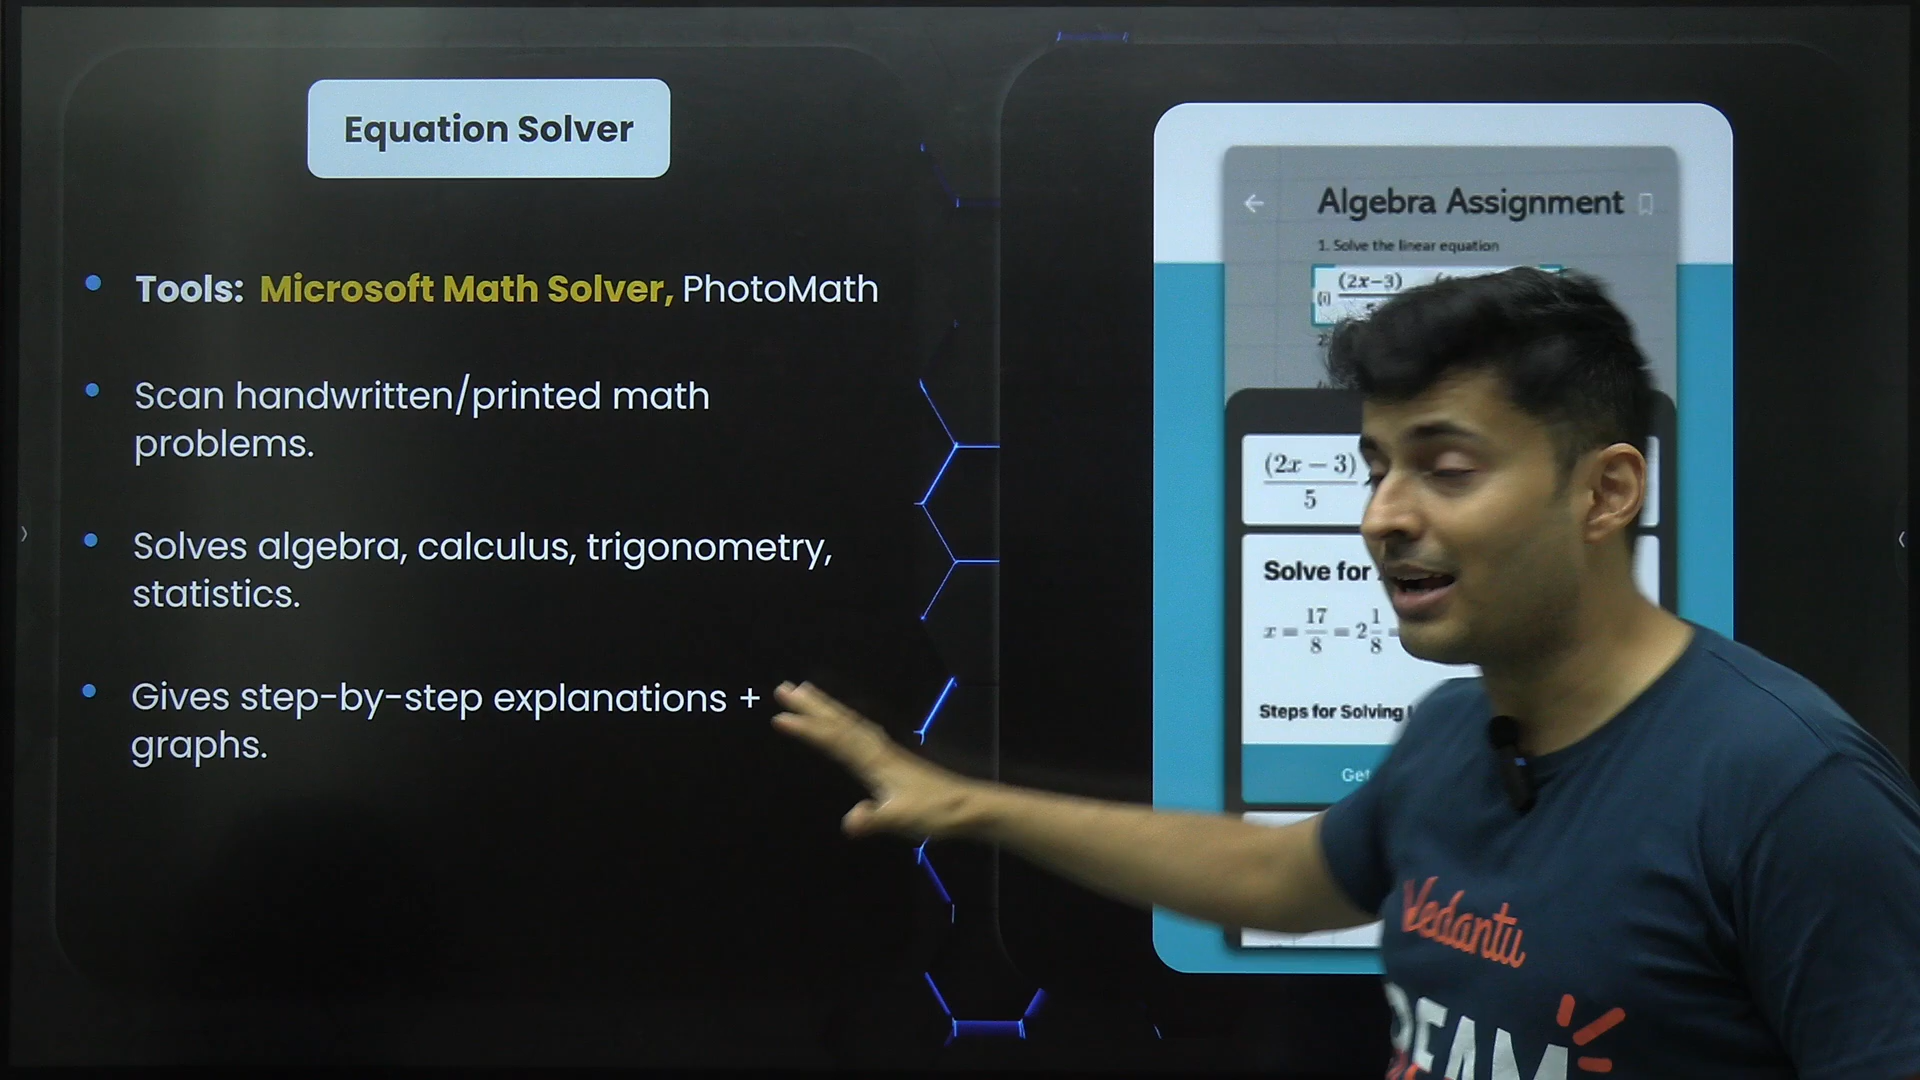 Equation Solver
Tools: Microsoft Math Solver, PhotoMath
Scan handwritten/printed math
problems.
Solves algebra, calculus, trigonometry,
statistics.
Gives step-by-step explanations +
graphs.
Algebra Assignment
1. Solve the linear equation
(i) (2x-3)
(2x - 3)
5
Solve for
x = 17/8 = 2 1/8 =
Steps for Solving
Get
Vedantu